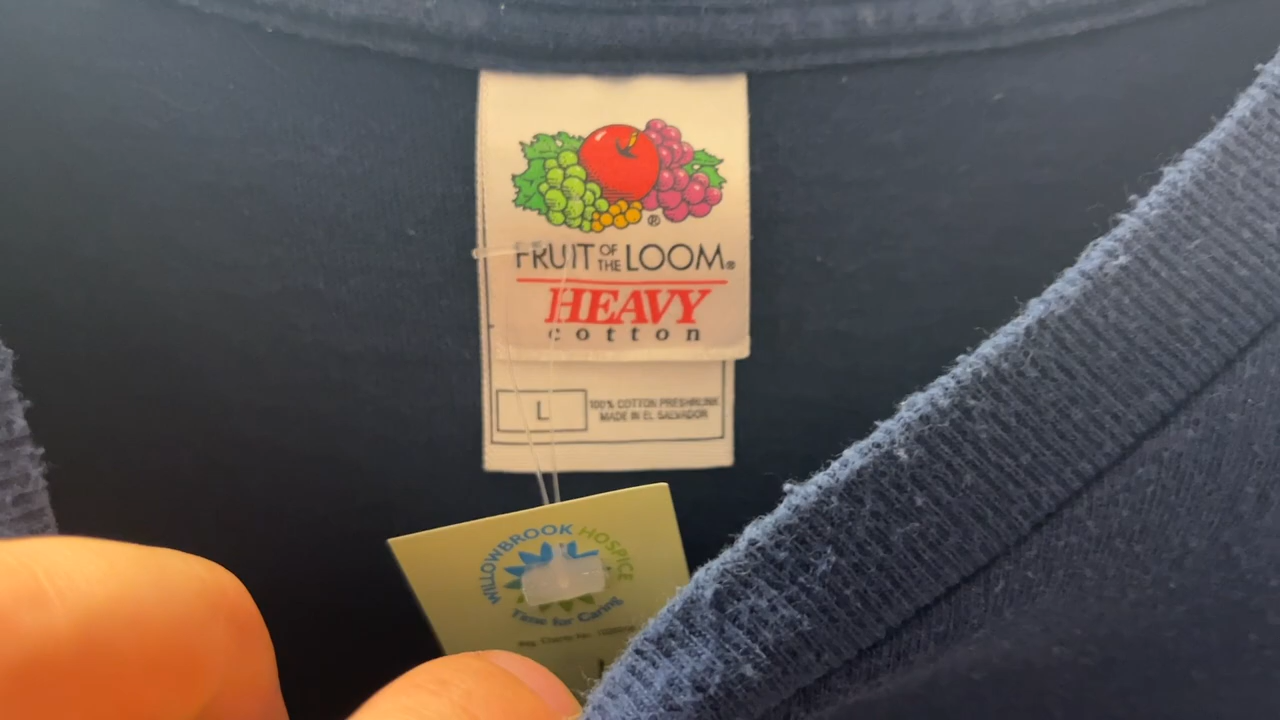 FRUIT OF THE LOOM®
HEAVY
cotton
L
100% COTTON PRESHRUNK
MADE IN EL SALVADOR
WILLOWBROOK HOSPICE
Time for Caring